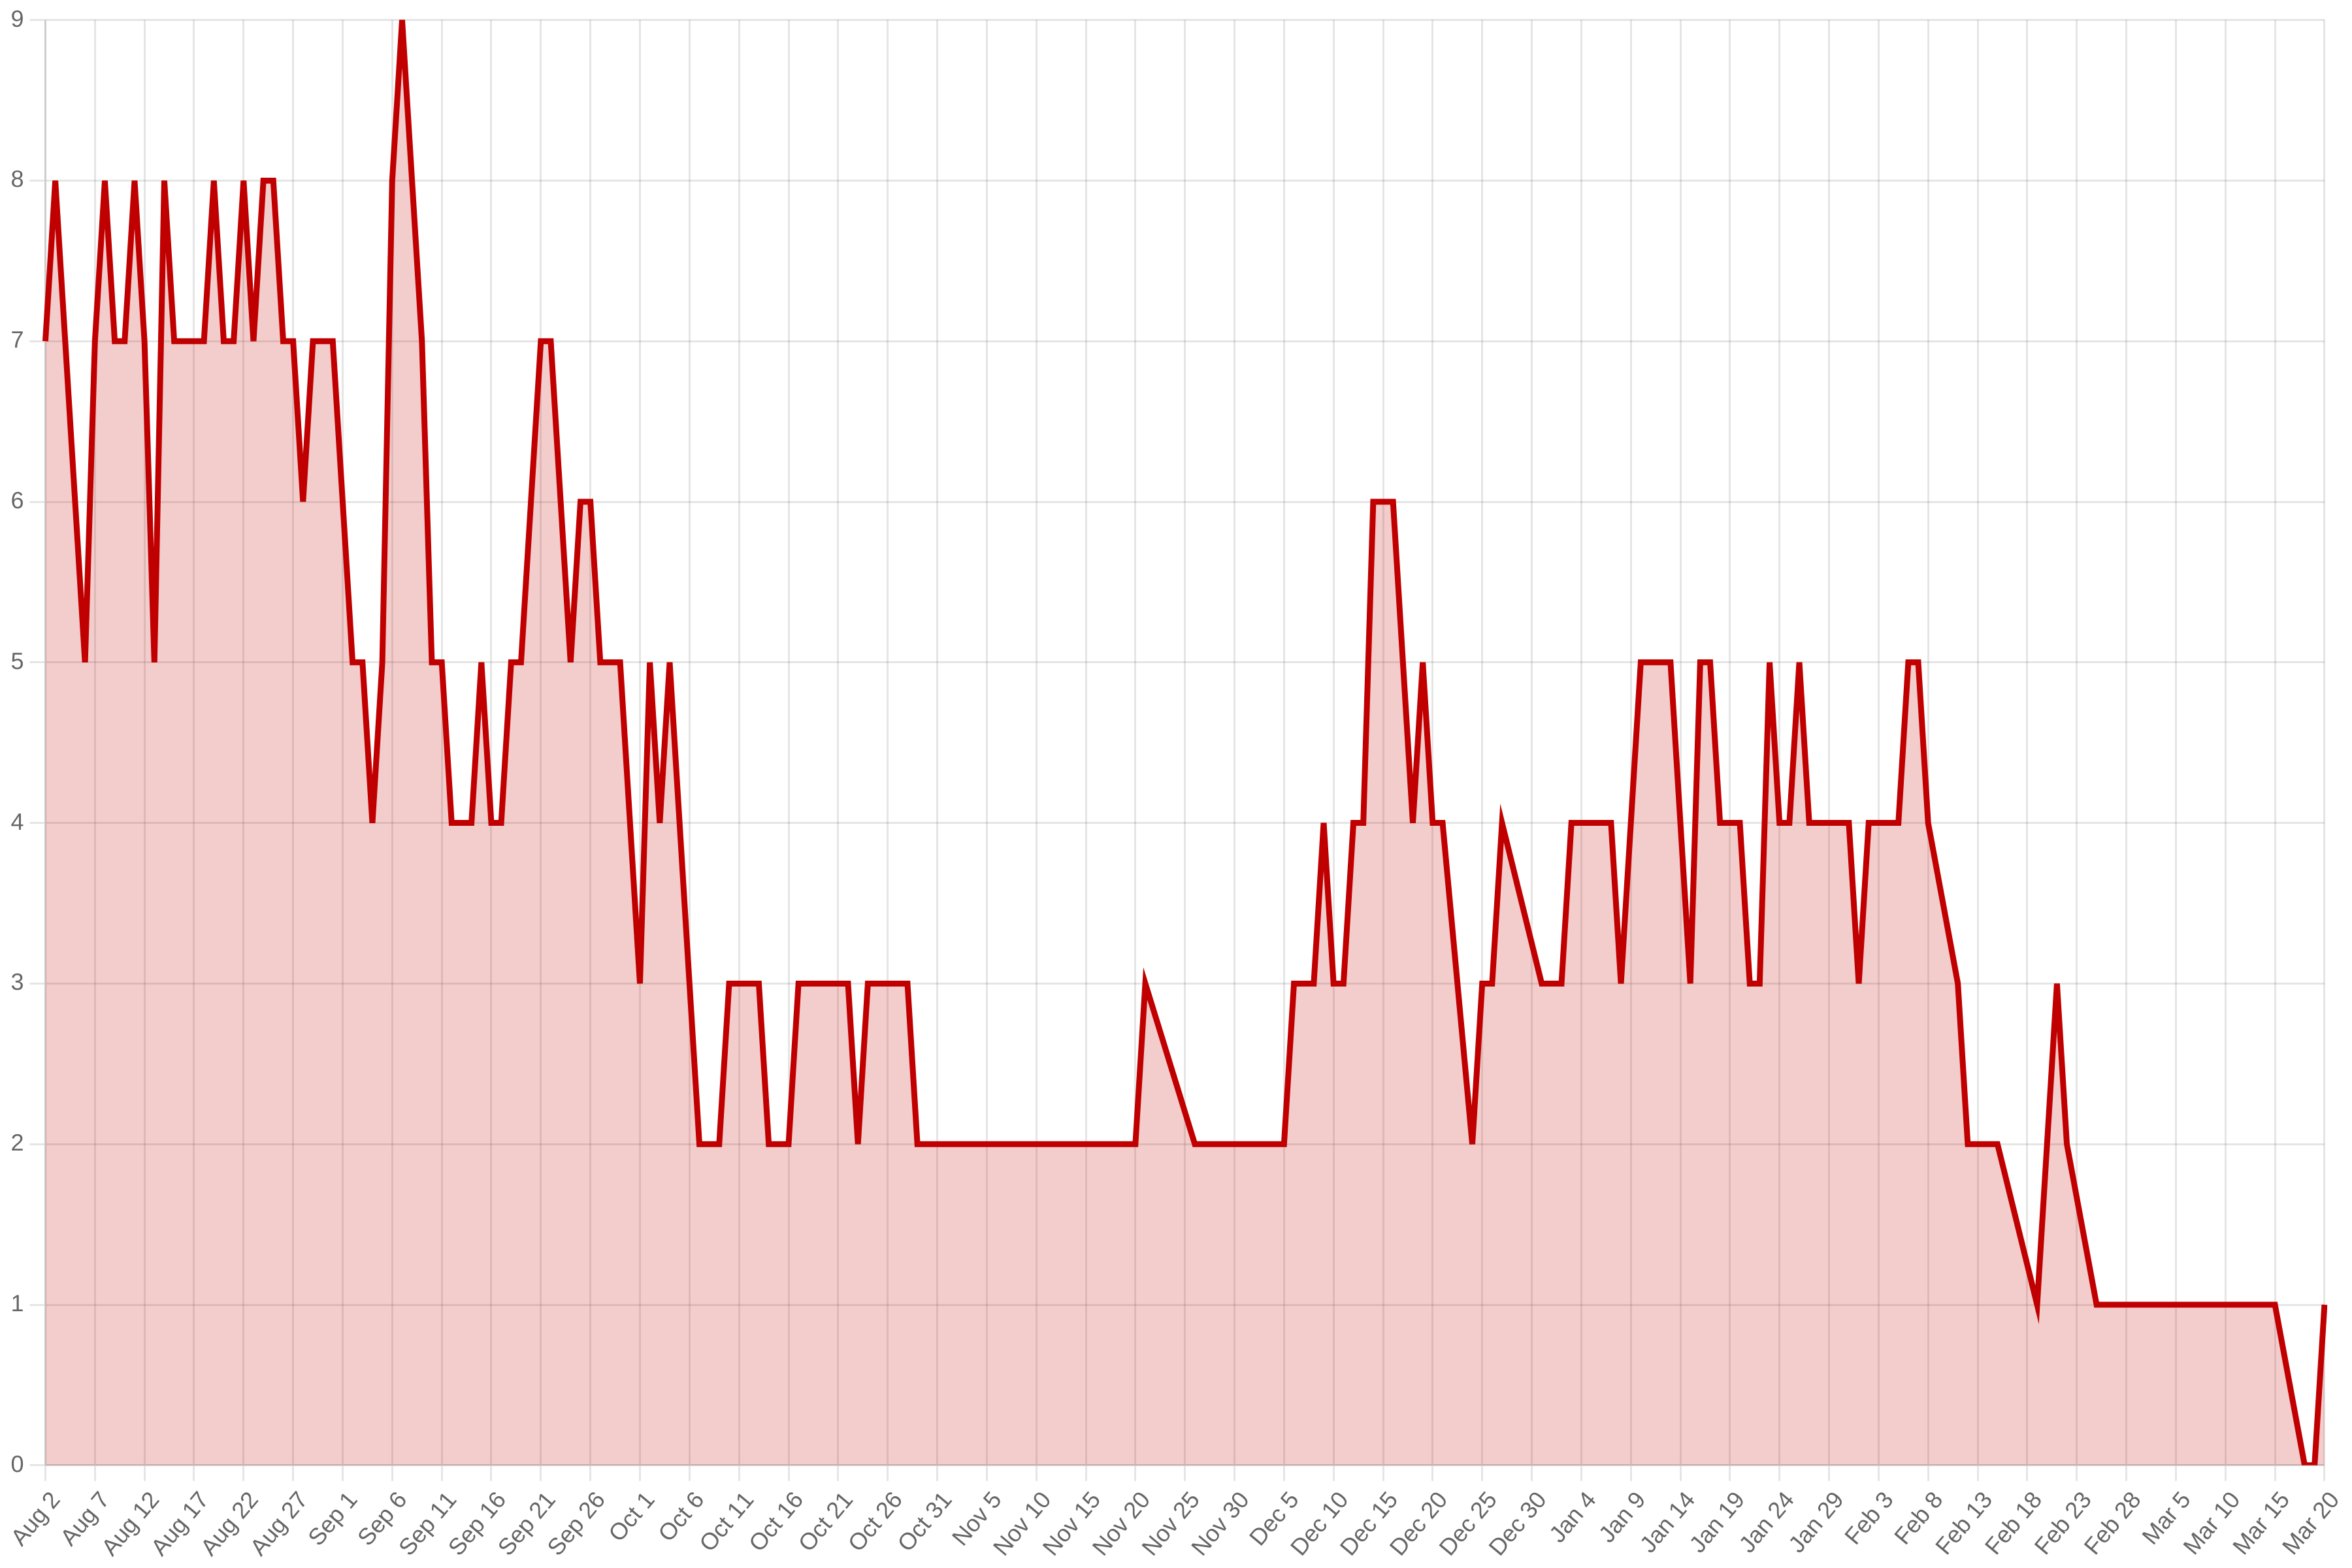 9
8
7
6
5
4
3
2
1
0
Aug 2
Aug 7
Aug 12
Aug 17
Aug 22
Aug 27
Sep 1
Sep 6
Sep 11
Sep 16
Sep 21
Sep 26
Oct 1
Oct 6
Oct 11
Oct 16
Oct 21
Oct 26
Oct 31
Nov 5
Nov 10
Nov 15
Nov 20
Nov 25
Nov 30
Dec 5
Dec 10
Dec 15
Dec 20
Dec 25
Dec 30
Jan 4
Jan 9
Jan 14
Jan 19
Jan 24
Jan 29
Feb 3
Feb 8
Feb 13
Feb 18
Feb 23
Feb 28
Mar 5
Mar 10
Mar 15
Mar 20